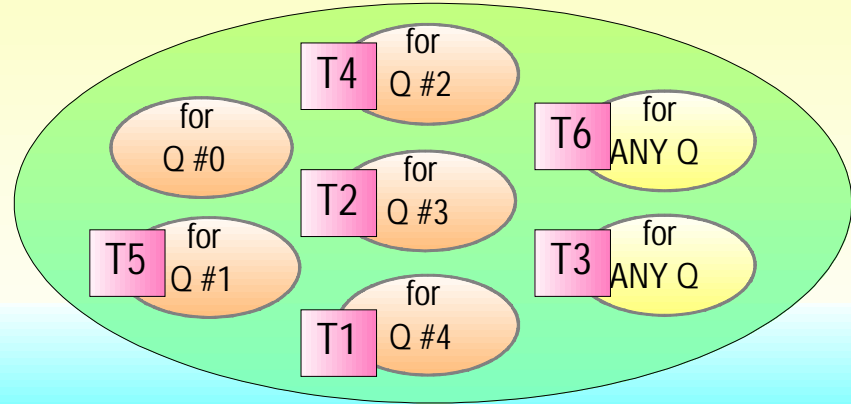 T4
for
Q #2
for
Q #0
T6
for
ANY Q
T2
for
Q #3
T5
for
Q #1
T3
for
ANY Q
T1
for
Q #4